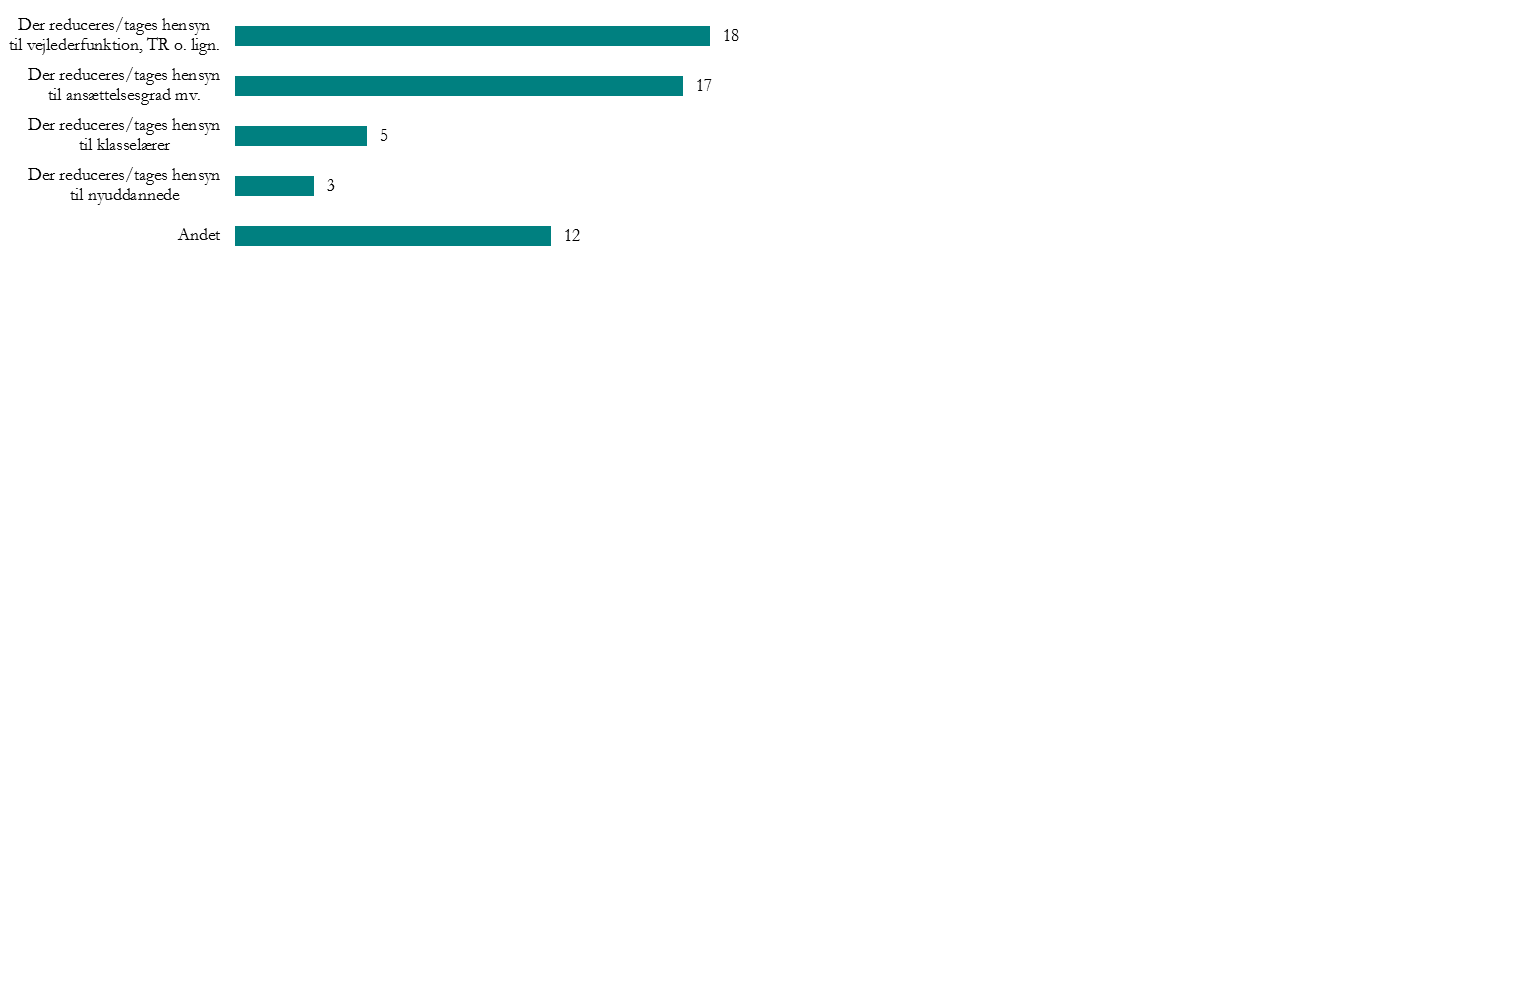 Der reduceres/tages hensyn
til vejlederfunktion, TR o. lign.
18
Der reduceres/tages hensyn
til ansættelsesgrad mv.
17
Der reduceres/tages hensyn
til klasselærer
5
Der reduceres/tages hensyn
til nyuddannede
3
Andet
12